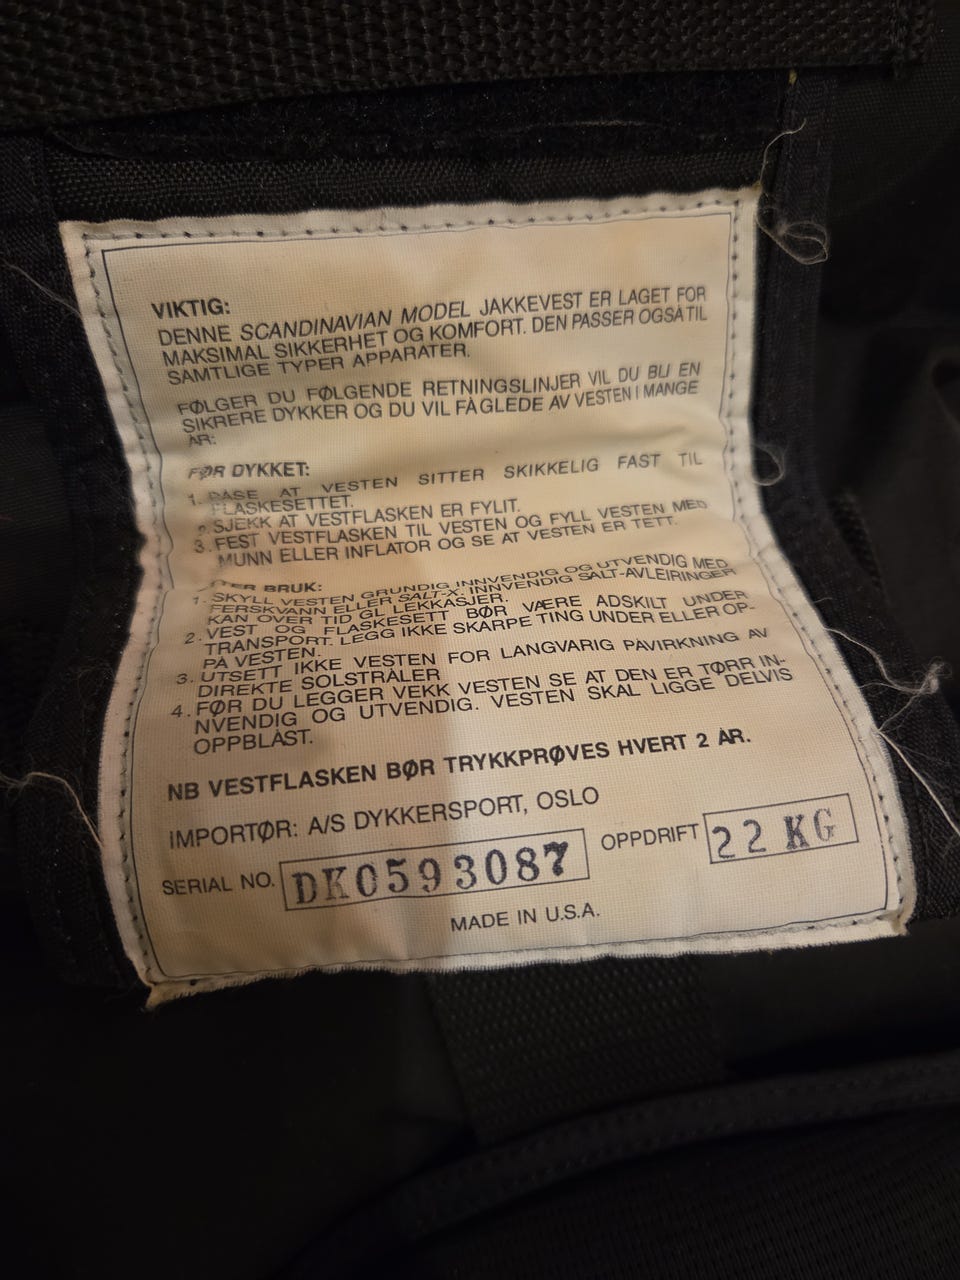 VIKTIG:
DENNE SCANDINAVIAN MODEL JAKKEVEST ER LAGET FOR
MAKSIMAL SIKKERHET OG KOMFORT. DEN PASSER OGSÅ TIL
SAMTLIGE TYPER APPARATER.
FØLGER DU FØLGENDE RETNINGSLINJER VIL DU BLI EN
SIKRERE DYKKER OG DU VIL FÅ GLEDE AV VESTEN I MANGE
ÅR:
FØR DYKKET:
1. PASE AT VESTEN SITTER SKIKKELIG FAST TIL
FLASKESETTET.
2. SJEKK AT VESTFLASKEN ER FYLIT.
3. FEST VESTFLASKEN TIL VESTEN OG FYLL VESTEN MED
MUNN ELLER INFLATOR OG SE AT VESTEN ER TETT.
BRUK:
1. SKYLL VESTEN GRUNDIG INNVENDIG OG UTVENDIG MED
FERSKVANN ELLER SALT-X. INNVENDIG SALT-AVLEIRINGER
KAN OVER TID GI LEKKASJER.
2. VEST OG FLASKESETT BØR VÆRE ADSKILT UNDER
TRANSPORT. LEGG IKKE SKARPE TING UNDER ELLER OP-
PÅ VESTEN.
3. UTSETT IKKE VESTEN FOR LANGVARIG PÅVIRKNING AV
DIREKTE SOLSTRÅLER
4. FØR DU LEGGER VEKK VESTEN SE AT DEN ER TØRR IN-
NVENDIG OG UTVENDIG. VESTEN SKAL LIGGE DELVIS
OPPBLÅST.
NB VESTFLASKEN BØR TRYKKPRØVES HVERT 2 ÅR.
IMPORTØR: A/S DYKKERSPORT, OSLO
SERIAL NO. DK0593087 OPPDRIFT 22 KG
MADE IN U.S.A.